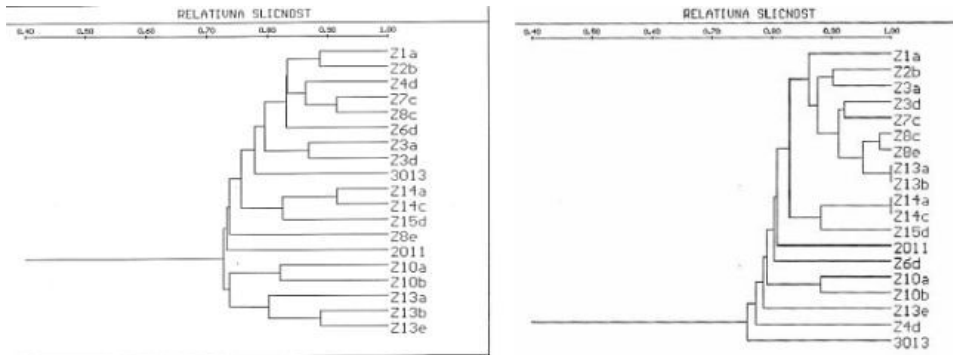 RELATIVNA SLICNOST
0.40 0.50 0.60 0.70 0.80 0.90 1.00
Z1a
Z2b
Z4d
Z7c
Z8c
Z6d
Z3a
Z3d
3013
Z14a
Z14c
Z15d
Z8e
2011
Z10a
Z10b
Z13a
Z13b
Z13e
RELATIVNA SLICNOST
0.40 0.50 0.60 0.70 0.80 0.90 1.00
Z1a
Z2b
Z3a
Z3d
Z7c
Z8c
Z8e
Z13a
Z13b
Z14a
Z14c
Z15d
2011
Z6d
Z10a
Z10b
Z13e
Z4d
3013